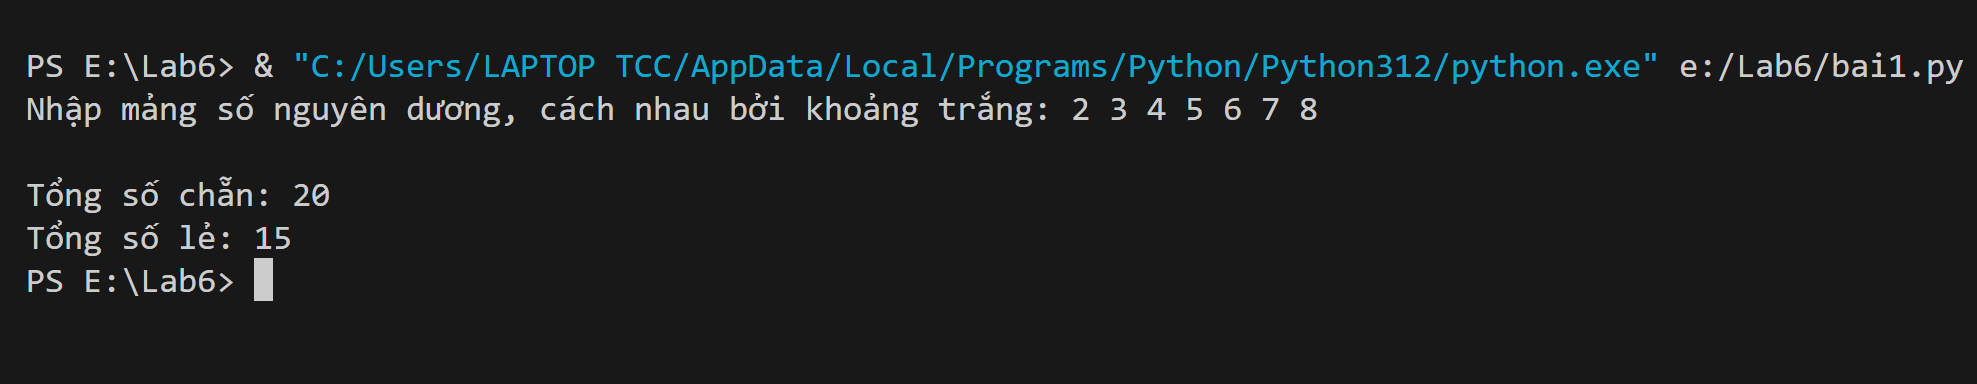 PS E:\Lab6> & "C:/Users/LAPTOP TCC/AppData/Local/Programs/Python/Python312/python.exe" e:/Lab6/bai1.py
Nhập mảng số nguyên dương, cách nhau bởi khoảng trắng: 2 3 4 5 6 7 8
Tổng số chẵn: 20
Tổng số lẻ: 15
PS E:\Lab6>